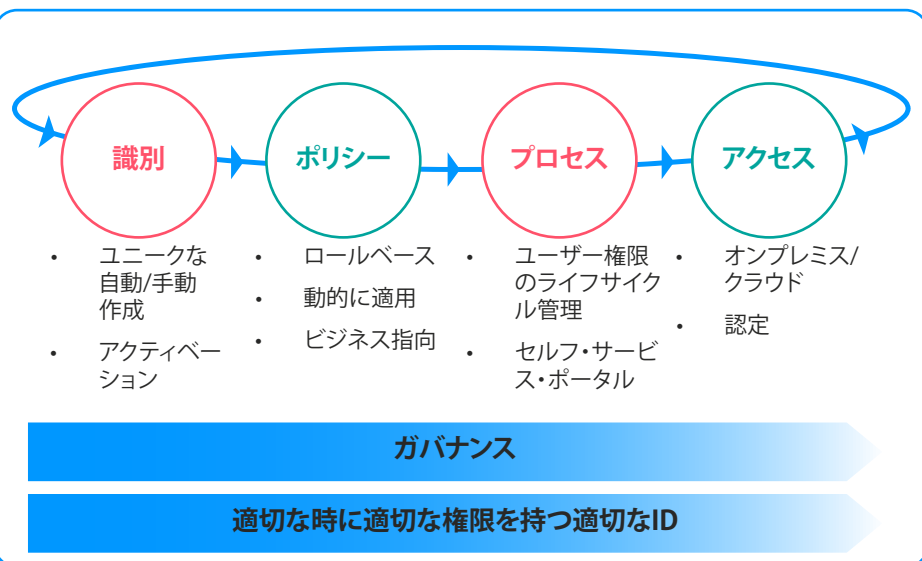 識別
ポリシー
プロセス
アクセス
• ユニークな
自動/手動
作成
• アクティベー
ション
• ロールベース
• 動的に適用
• ビジネス指向
• ユーザー権限
のライフサイク
ル管理
• セルフ・サービ
ス・ポータル
• オンプレミス/
クラウド
• 認定
ガバナンス
適切な時に適切な権限を持つ適切なID